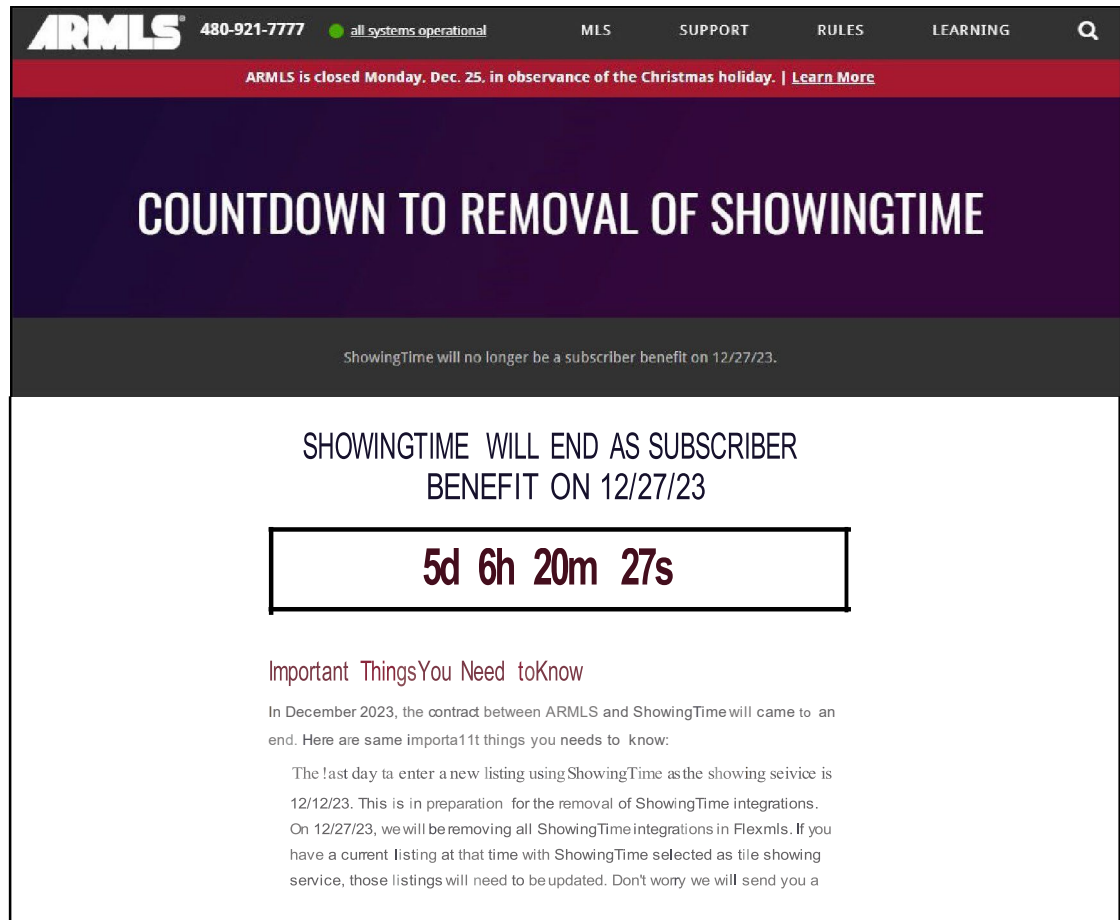 ARMLS® 480-921-7777 all systems operational MLS SUPPORT RULES LEARNING
ARMLS is closed Monday, Dec. 25, in observance of the Christmas holiday. | Learn More
COUNTDOWN TO REMOVAL OF SHOWINGTIME
ShowingTime will no longer be a subscriber benefit on 12/27/23.
SHOWINGTIME WILL END AS SUBSCRIBER
BENEFIT ON 12/27/23
5d 6h 20m 27s
Important ThingsYou Need toKnow
In December 2023, the contract between ARMLS and ShowingTime will came to an
end. Here are same importa11t things you needs to know:
The !ast day ta enter a new listing using ShowingTime asthe showing seivice is
12/12/23. This is in preparation for the removal of ShowingTime integrations.
On 12/27/23, we will be removing all ShowingTime integrations in Flexmls. If you
have a current listing at that time with ShowingTime selected as tile showing
service, those listings will need to be updated. Don't worry we will send you a